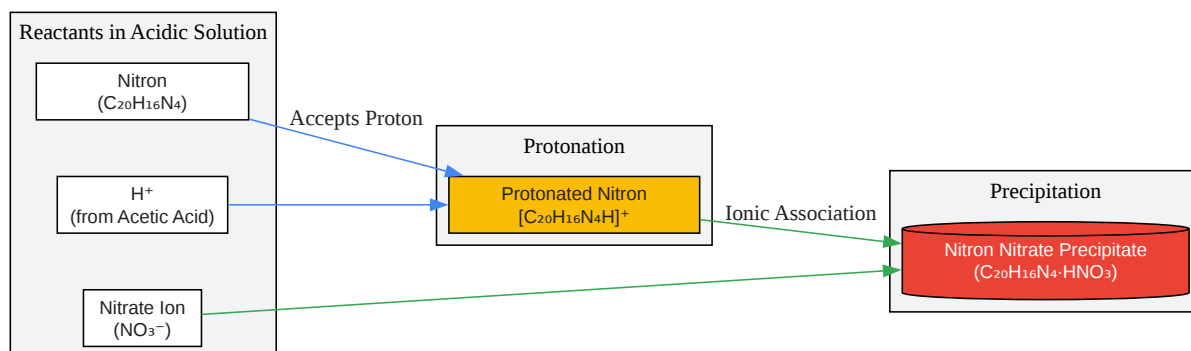 Reactants in Acidic Solution
Nitron
(C₂₀H₁₆N₄)
Accepts Proton
Protonation
H⁺
(from Acetic Acid)
Protonated Nitron
[C₂₀H₁₆N₄H]⁺
Ionic Association
Precipitation
Nitron Nitrate Precipitate
(C₂₀H₁₆N₄·HNO₃)
Nitrate Ion
(NO₃⁻)